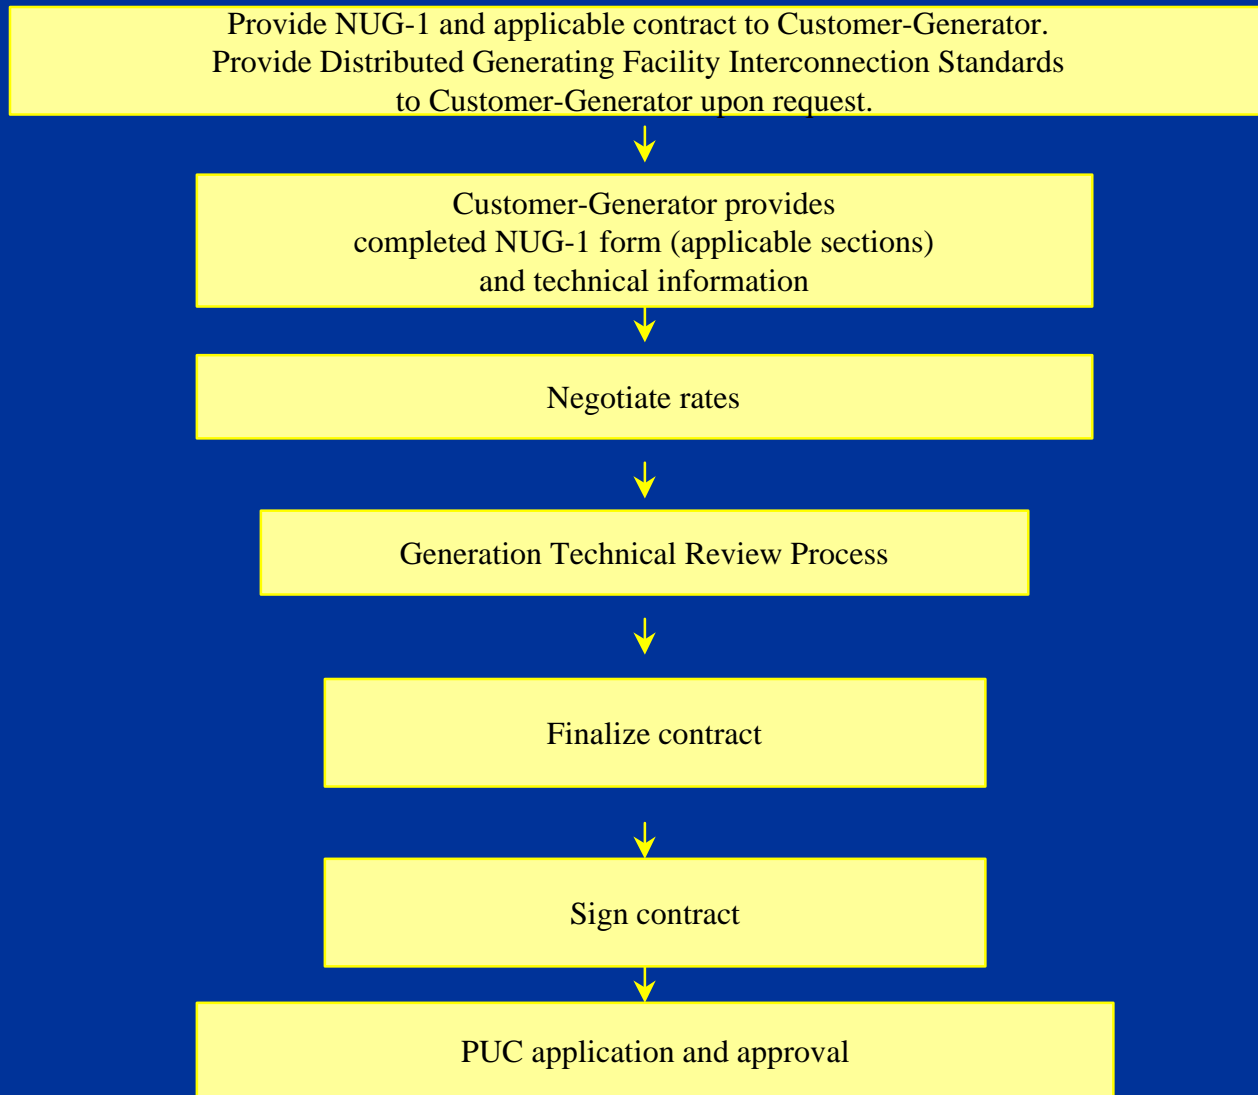 Provide NUG-1 and applicable contract to Customer-Generator.
Provide Distributed Generating Facility Interconnection Standards
to Customer-Generator upon request.
Customer-Generator provides
completed NUG-1 form (applicable sections)
and technical information
Negotiate rates
Generation Technical Review Process
Finalize contract
Sign contract
PUC application and approval